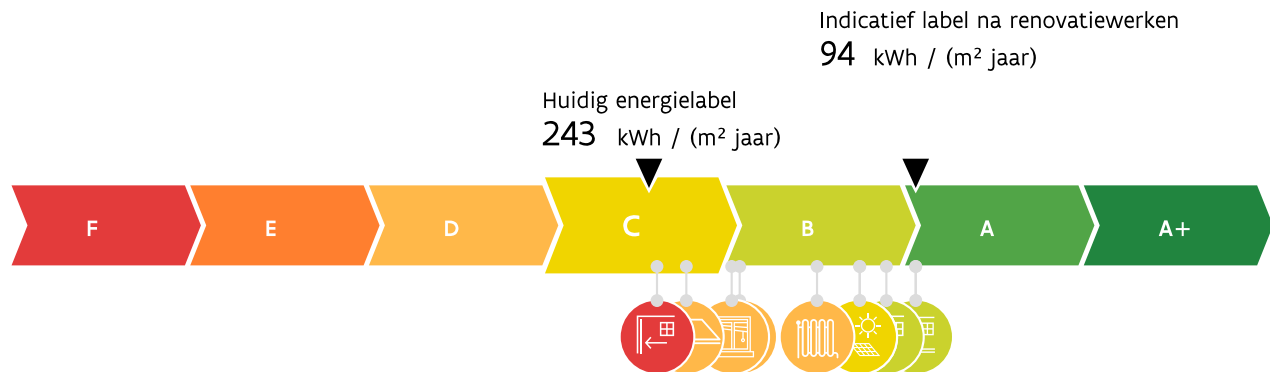 Indicatief label na renovatiewerken
94 kWh / (m² jaar)
Huidig energielabel
243 kWh / (m² jaar)
F E D C B A A+